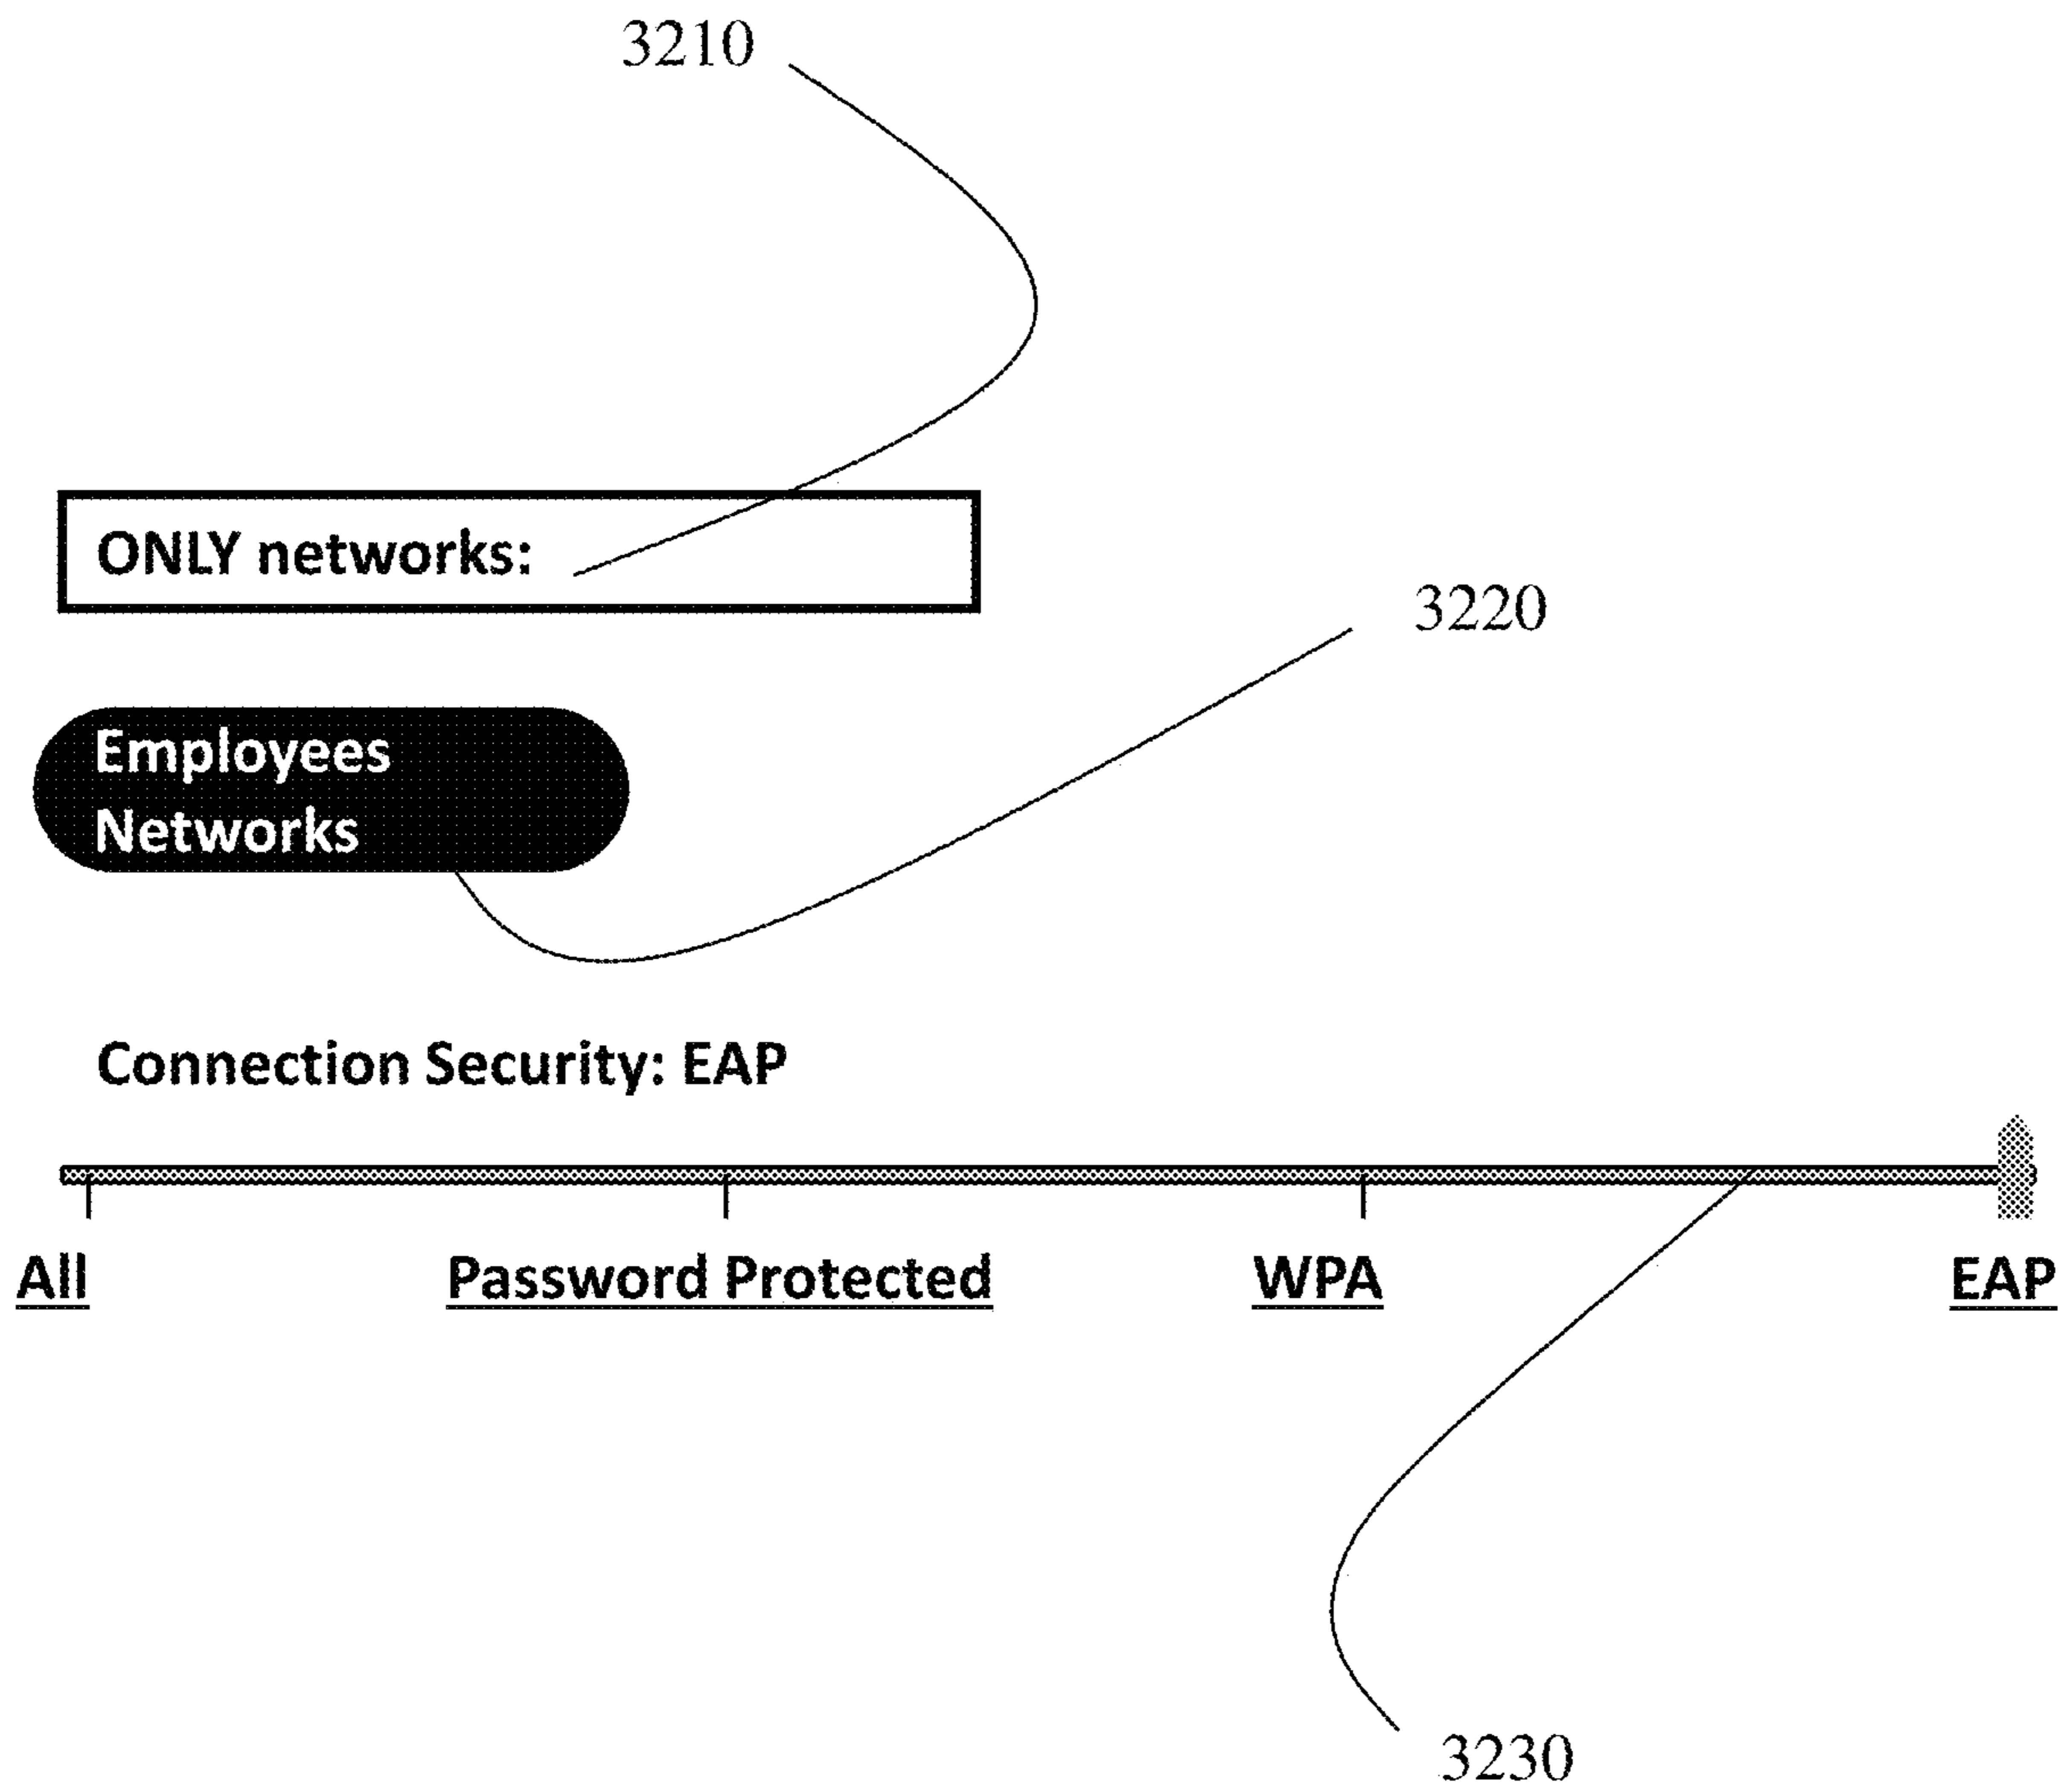 3210
ONLY networks:
3220
Employees
Networks
Connection Security: EAP
All Password Protected WPA EAP
3230